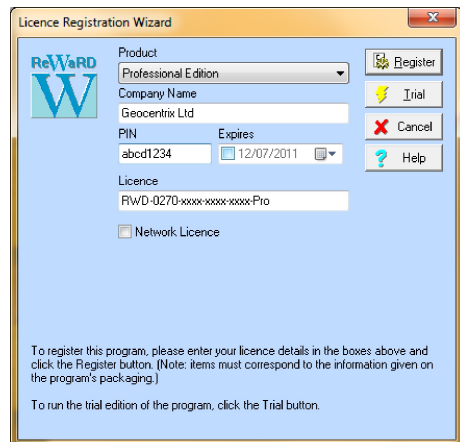 Licence Registration Wizard
x
ReWaRD
W
Product
Professional Edition
Register
Company Name
Geocentrix Ltd
Trial
PIN
Expires
abcd1234
12/07/2011
Cancel
Help
Licence
RWD-0270-xxxx-xxxx-xxxx-Pro
Network Licence
To register this program, please enter your licence details in the boxes above and
click the Register button. (Note: items must correspond to the information given on
the program's packaging.)
To run the trial edition of the program, click the Trial button.